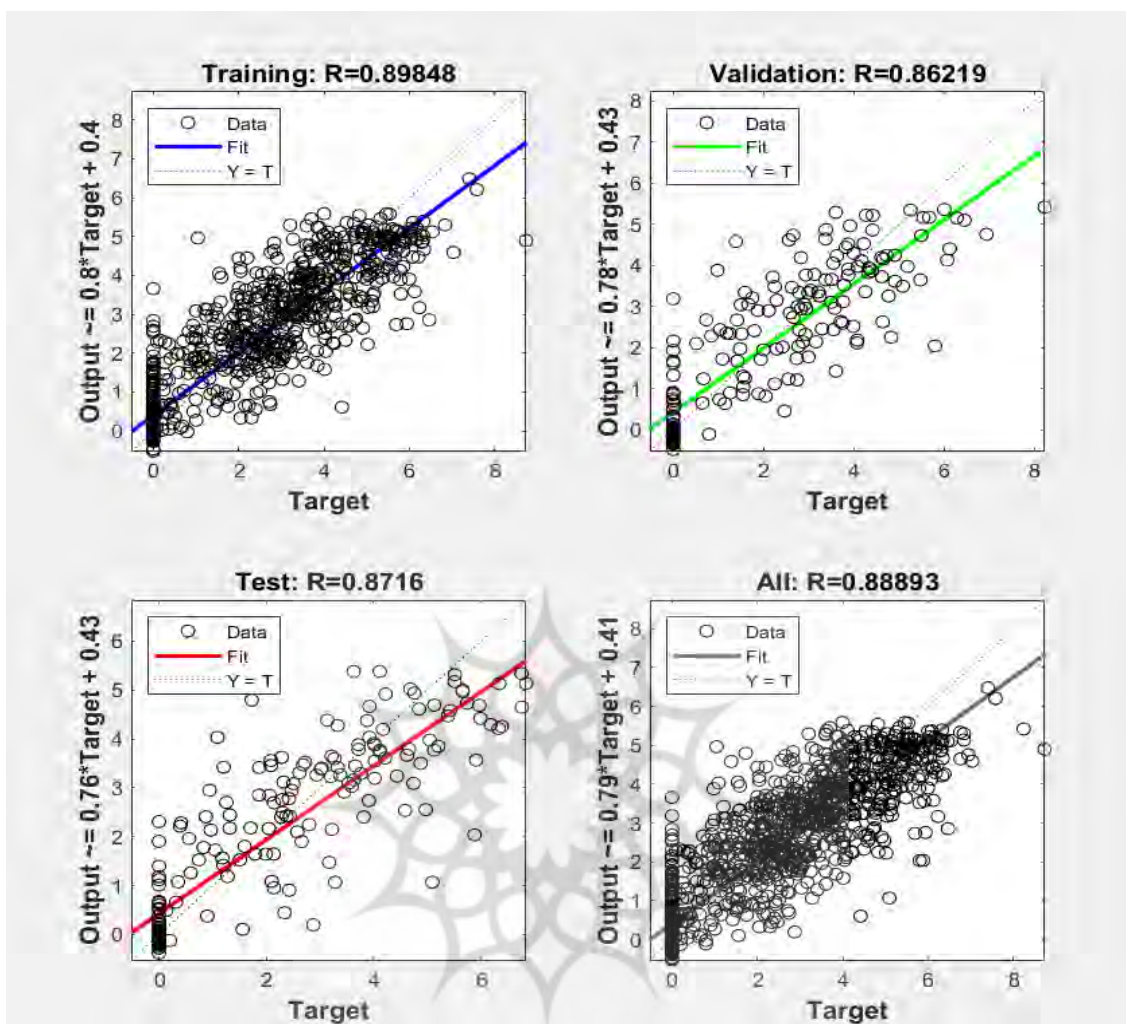 Training: R=0.89848
Output ~= 0.8*Target + 0.4
Data
Fit
Y = T
8
7
6
5
4
3
2
1
0
0 2 4 6 8
Target
Validation: R=0.86219
Output ~= 0.78*Target + 0.43
Data
Fit
Y = T
8
7
6
5
4
3
2
1
0
0 2 4 6 8
Target
Test: R=0.8716
Output ~= 0.76*Target + 0.43
Data
Fit
Y = T
6
5
4
3
2
1
0
0 2 4 6
Target
All: R=0.88893
Output ~= 0.79*Target + 0.41
Data
Fit
Y = T
8
7
6
5
4
3
2
1
0
0 2 4 6 8
Target